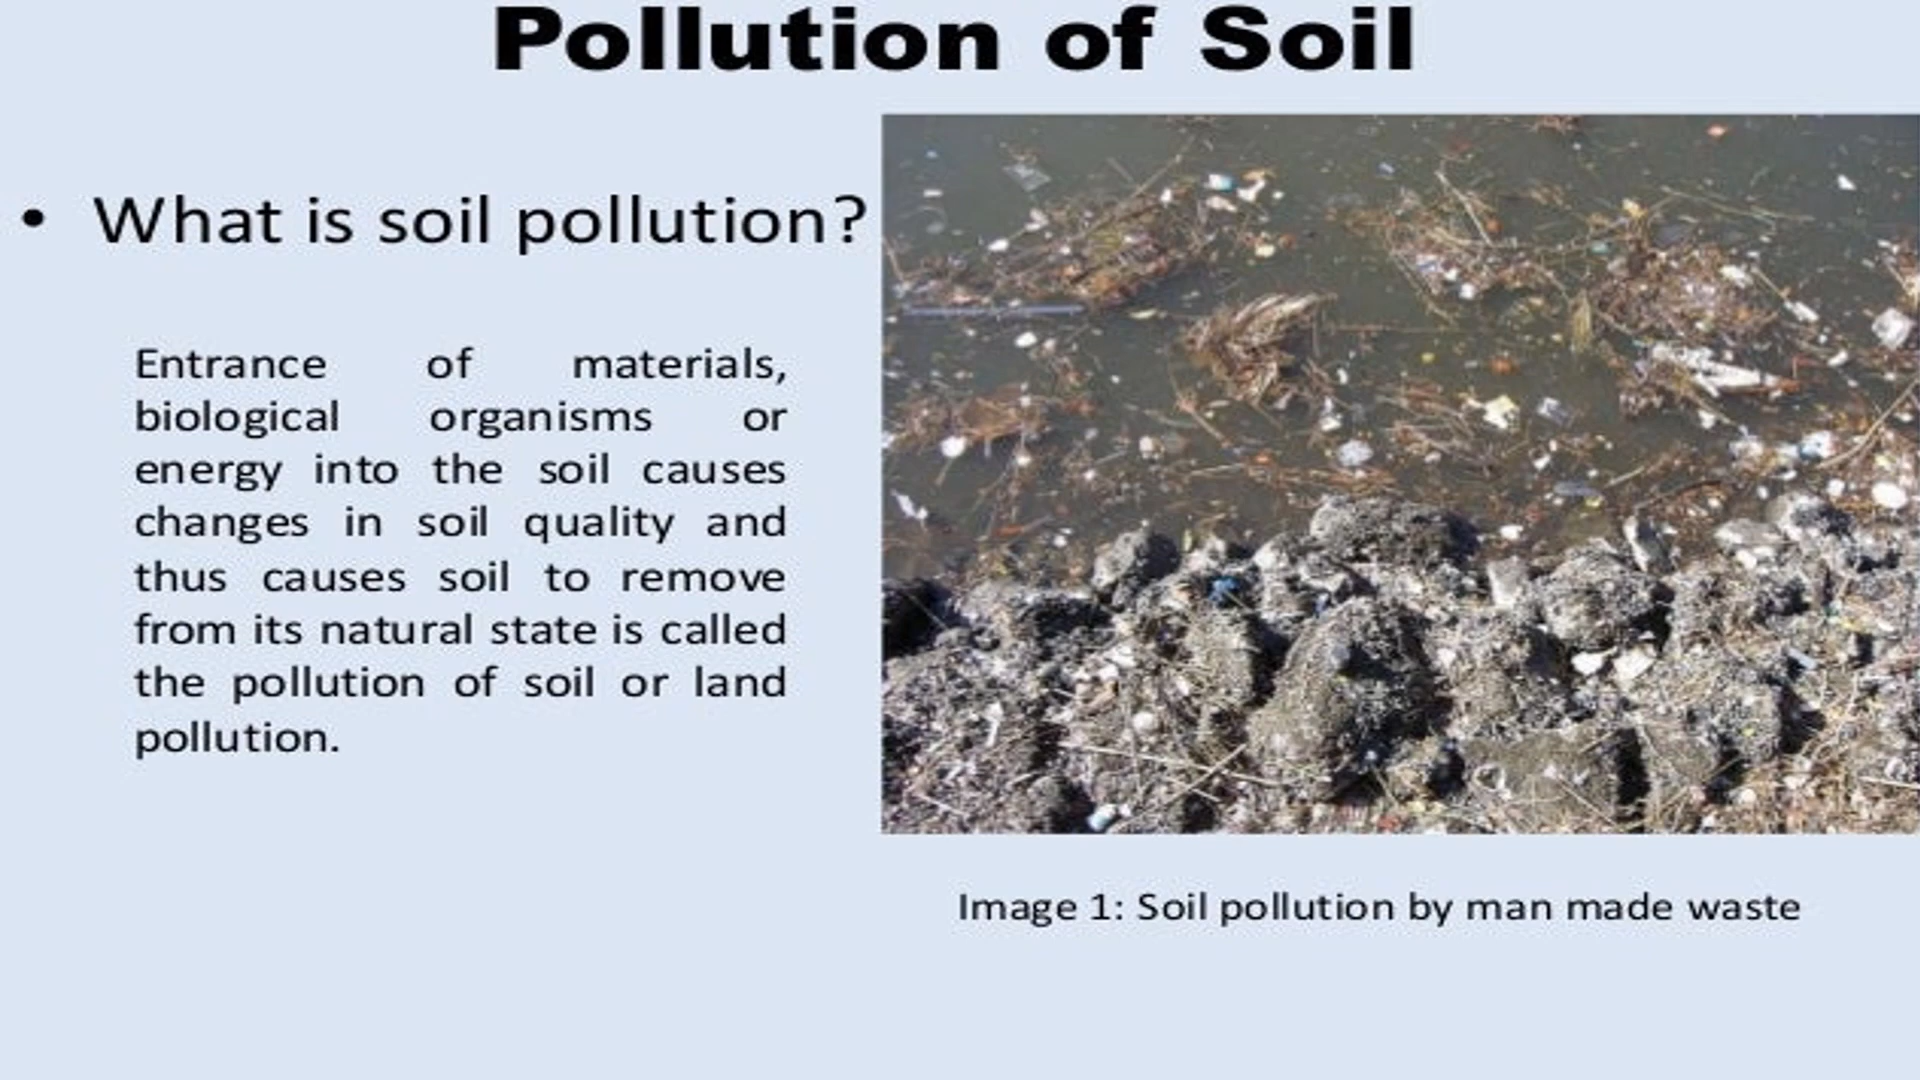 Pollution of Soil
• What is soil pollution?
Entrance of materials,
biological organisms or
energy into the soil causes
changes in soil quality and
thus causes soil to remove
from its natural state is called
the pollution of soil or land
pollution.
Image 1: Soil pollution by man made waste